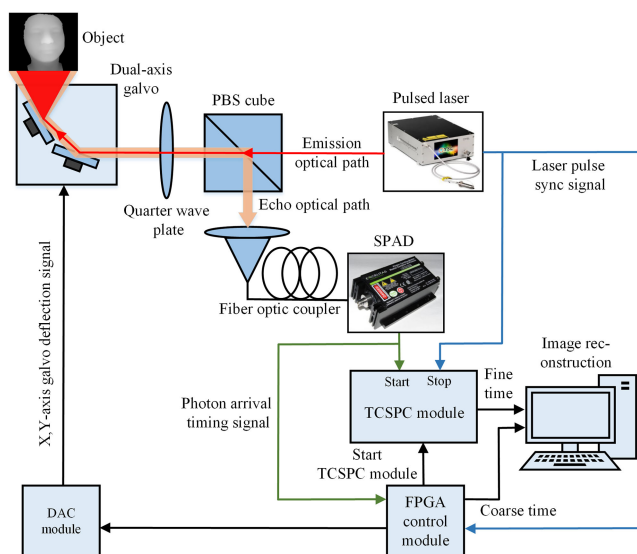 Object
Dual-axis
galvo
PBS cube
Pulsed laser
Emission
optical path
Laser pulse
sync signal
Quarter wave
plate
Echo optical path
SPAD
Fiber optic coupler
X,Y-axis galvo deflection signal
Image rec-
onstruction
Start
Stop
Fine
time
TCSPC module
Photon arrival
timing signal
Start
TCSPC module
FPGA
control
module
Coarse time
DAC
module